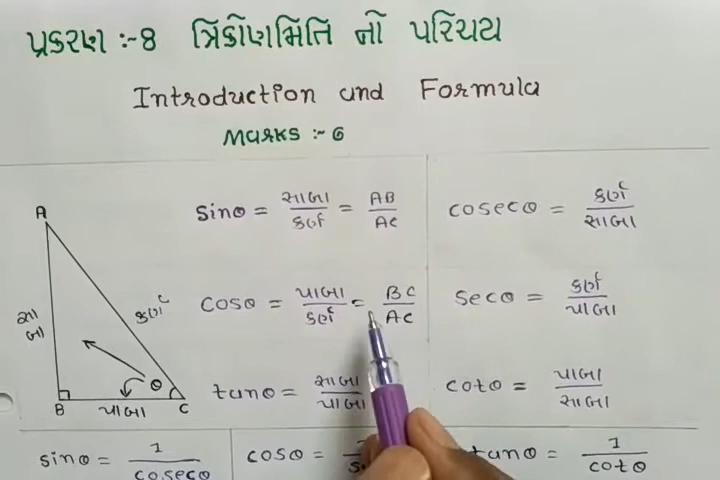 પ્રકરણ :- 8 ત્રિકોણમિતિ નો પરિચય
Introduction and Formula
Marks :- 6
A
B
C
સા બા
કર્ણ
પા બા
θ
sinθ = સાબા / કર્ણ = AB / AC
cosecθ = કર્ણ / સાબા
cosθ = પાબા / કર્ણ = BC / AC
secθ = કર્ણ / પાબા
tanθ = સાબા / પાબા
cotθ = પાબા / સાબા
sinθ = 1 / cosecθ
cosθ =
tanθ = 1 / cotθ